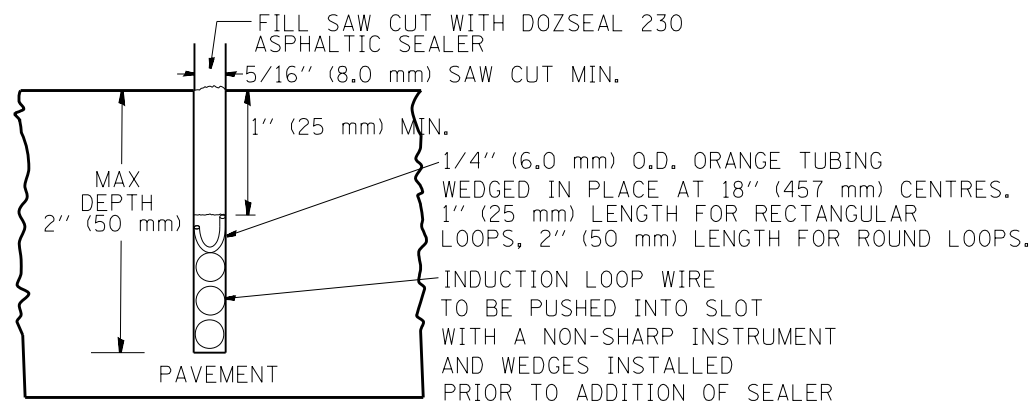 FILL SAW CUT WITH DOZSEAL 230
ASPHALTIC SEALER
5/16'' (8.0 mm) SAW CUT MIN.
1'' (25 mm) MIN.
MAX
DEPTH
2'' (50 mm)
1/4'' (6.0 mm) O.D. ORANGE TUBING
WEDGED IN PLACE AT 18'' (457 mm) CENTRES.
1'' (25 mm) LENGTH FOR RECTANGULAR
LOOPS, 2'' (50 mm) LENGTH FOR ROUND LOOPS.
INDUCTION LOOP WIRE
TO BE PUSHED INTO SLOT
WITH A NON-SHARP INSTRUMENT
AND WEDGES INSTALLED
PRIOR TO ADDITION OF SEALER
PAVEMENT